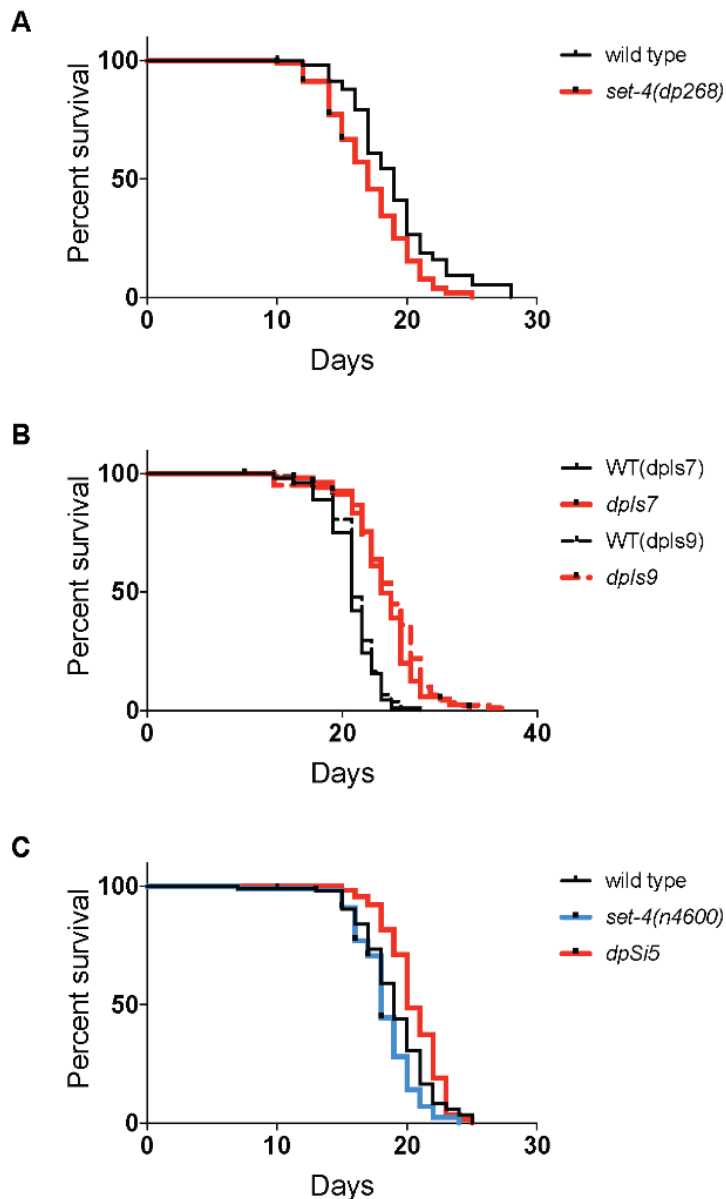 A
100
50
0
0
10
20
30
Percent survival
Days
wild type
set-4(dp268)
B
100
50
0
0
20
40
Percent survival
Days
WT(dpIs7)
dpIs7
WT(dpIs9)
dpIs9
C
100
50
0
0
10
20
30
Percent survival
Days
wild type
set-4(n4600)
dpSi5